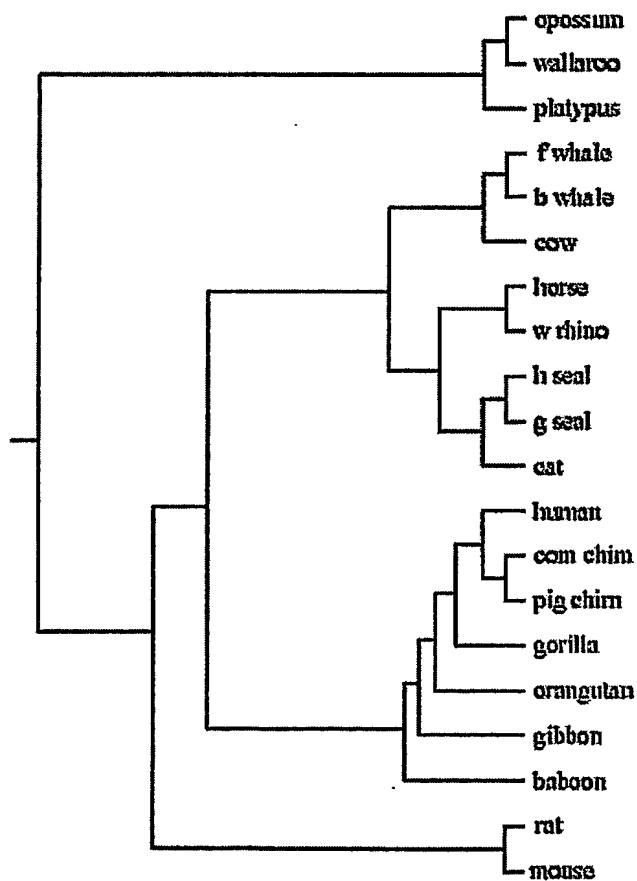 opossum
wallaroo
platypus
f whale
b whale
cow
horse
w rhino
h seal
g seal
cat
human
com chim
pig chim
gorilla
orangutan
gibbon
baboon
rat
mouse